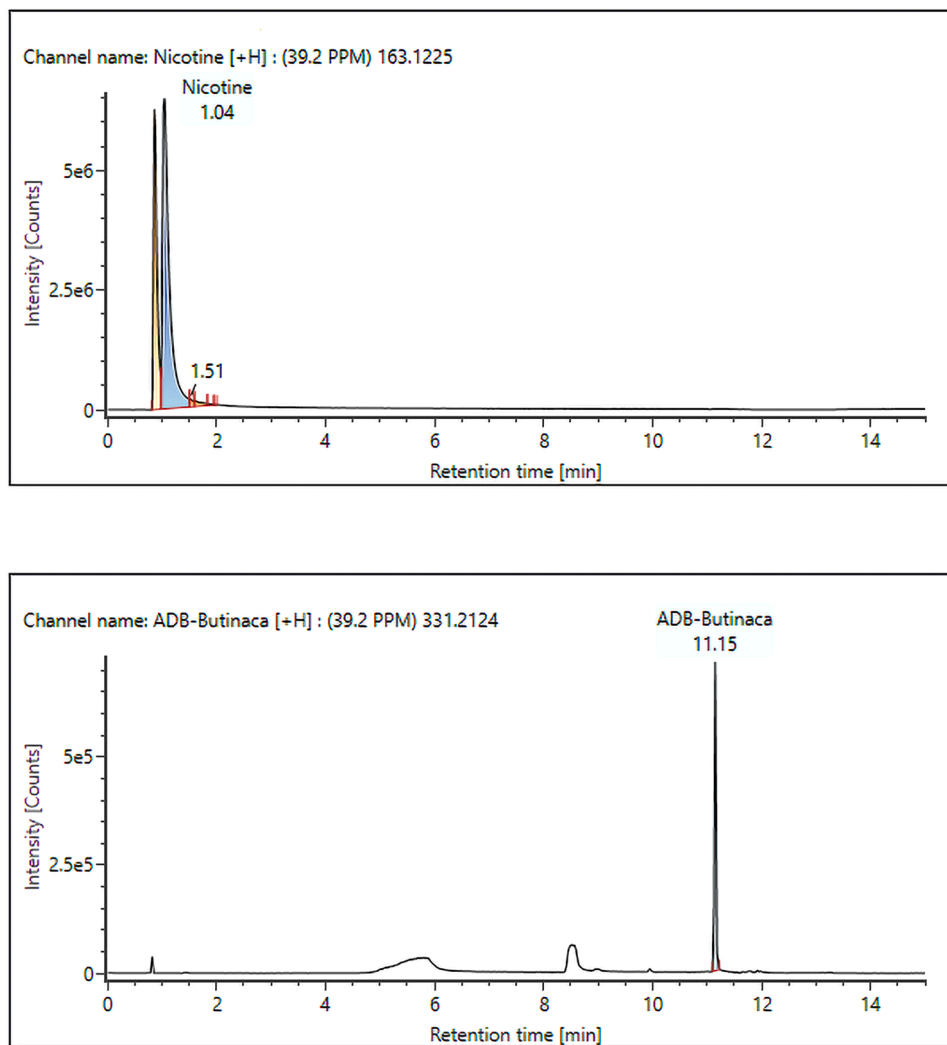 Channel name: Nicotine [+H] : (39.2 PPM) 163.1225
Nicotine
1.04
Intensity [Counts]
5e6
2.5e6
0
1.51
0 2 4 6 8 10 12 14
Retention time [min]
Channel name: ADB-Butinaca [+H] : (39.2 PPM) 331.2124
ADB-Butinaca
11.15
Intensity [Counts]
5e5
2.5e5
0
0 2 4 6 8 10 12 14
Retention time [min]